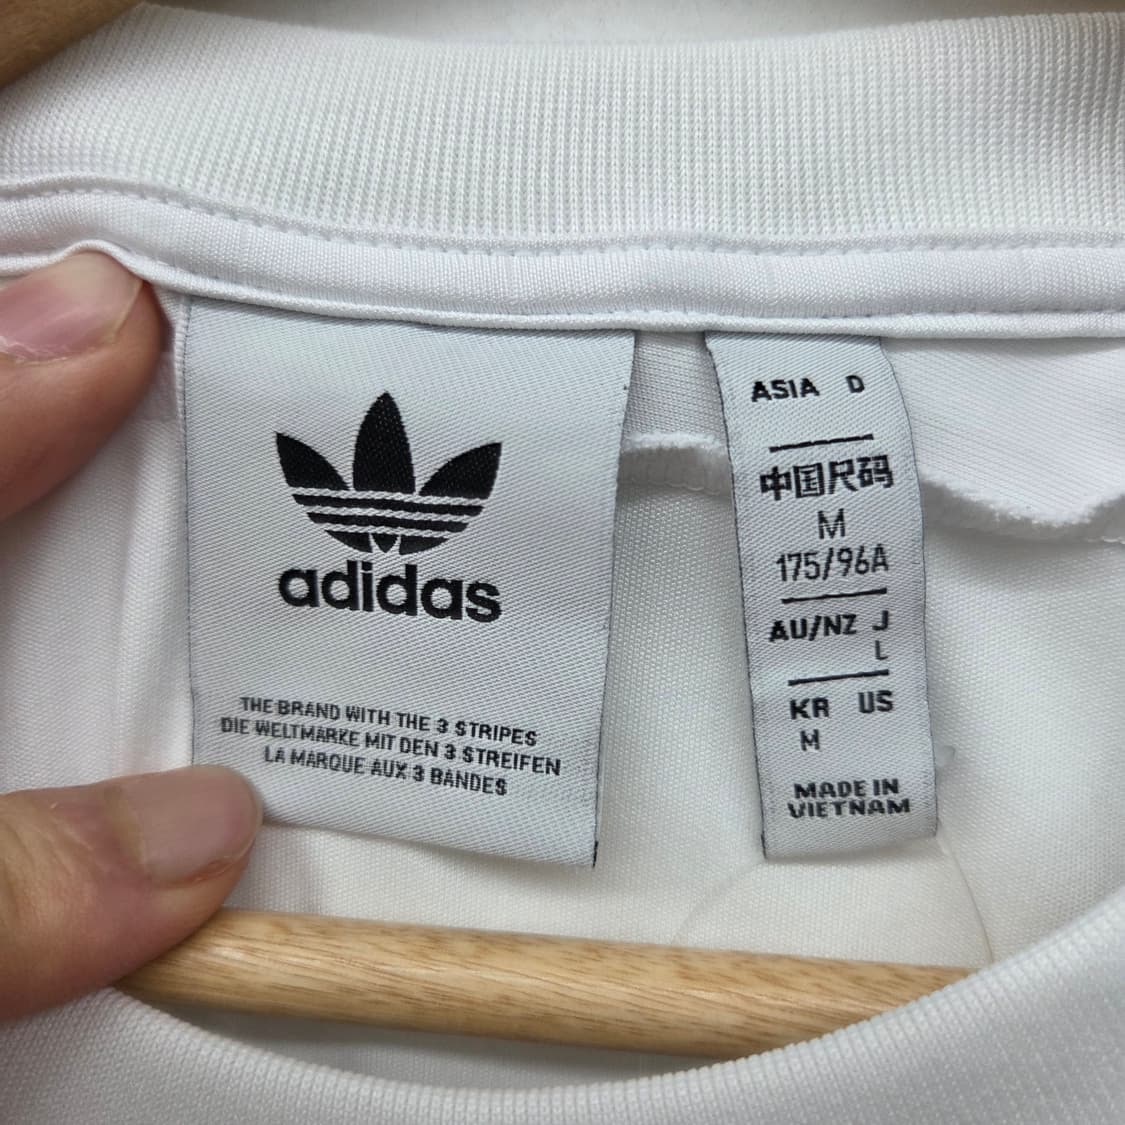 adidas
THE BRAND WITH THE 3 STRIPES
DIE WELTMARKE MIT DEN 3 STREIFEN
LA MARQUE AUX 3 BANDES
ASIA D
中国尺码
M
175/96A
AU/NZ J
L
KR US
M
MADE IN
VIETNAM